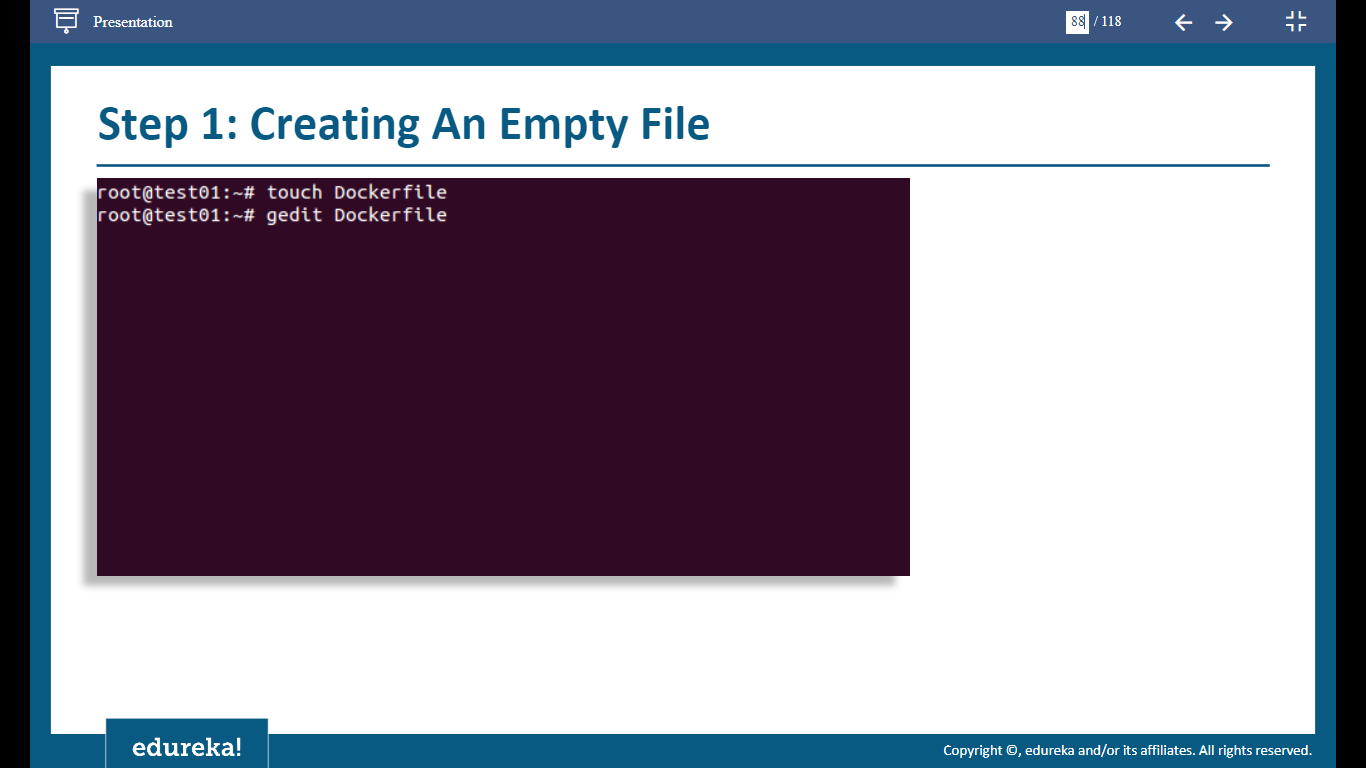 Presentation
88 / 118
Step 1: Creating An Empty File
root@test01:~# touch Dockerfile
root@test01:~# gedit Dockerfile
edureka!
Copyright ©, edureka and/or its affiliates. All rights reserved.